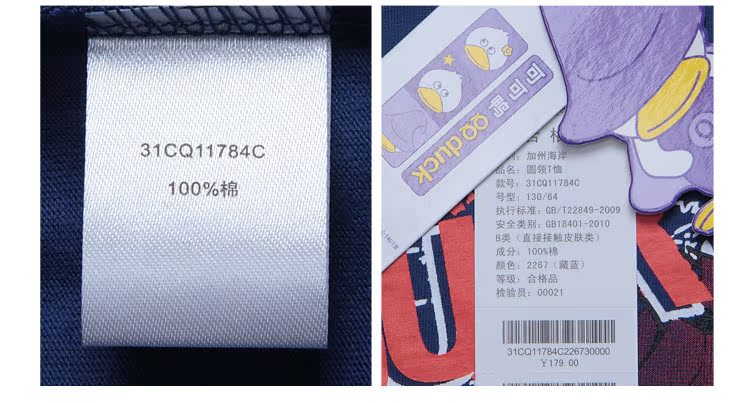 31CQ11784C
100%棉
可可鸭
QQduck
合格
加州海岸
品名: 圆领T恤
款号: 31CQ11784C
号型: 130/64
执行标准: GB/T22849-2009
安全类别: GB18401-2010
B类 (直接接触皮肤类)
成分: 100%棉
颜色: 2267 (藏蓝)
等级: 合格品
检验员: 00021
31CQ11784C226730000
¥179.00